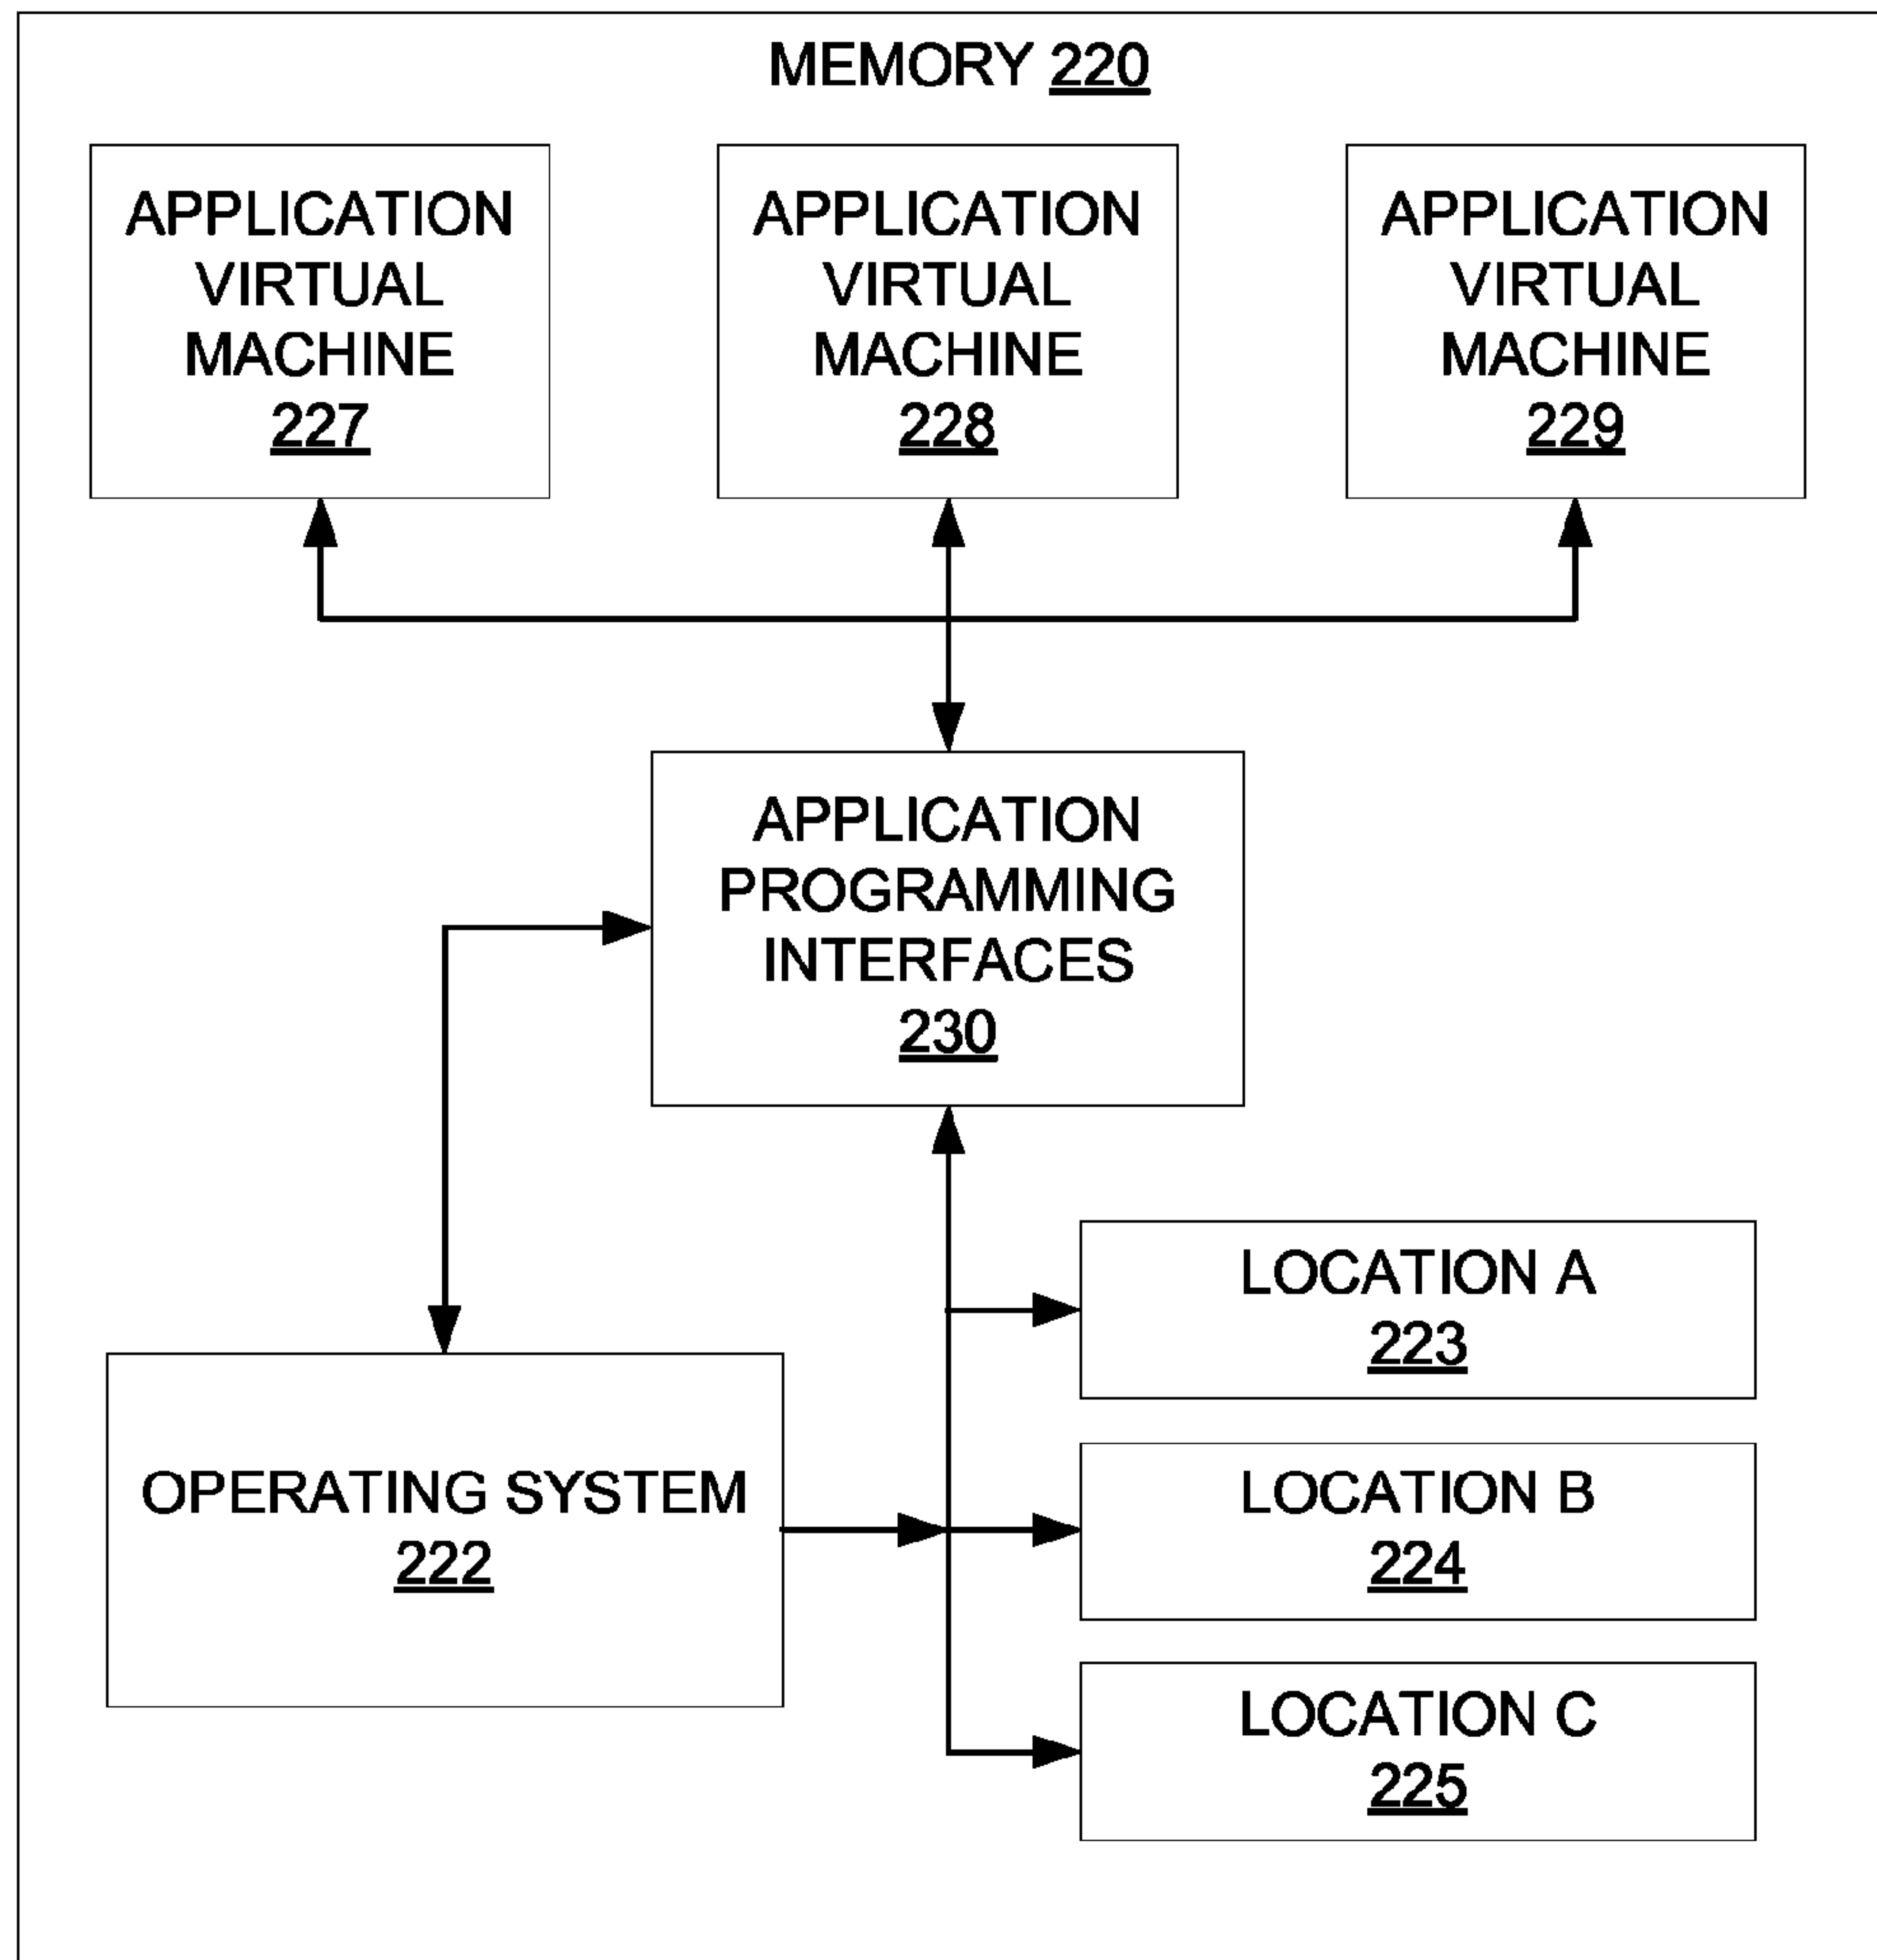 MEMORY 220
APPLICATION
VIRTUAL
MACHINE
227
APPLICATION
VIRTUAL
MACHINE
228
APPLICATION
VIRTUAL
MACHINE
229
APPLICATION
PROGRAMMING
INTERFACES
230
OPERATING SYSTEM
222
LOCATION A
223
LOCATION B
224
LOCATION C
225